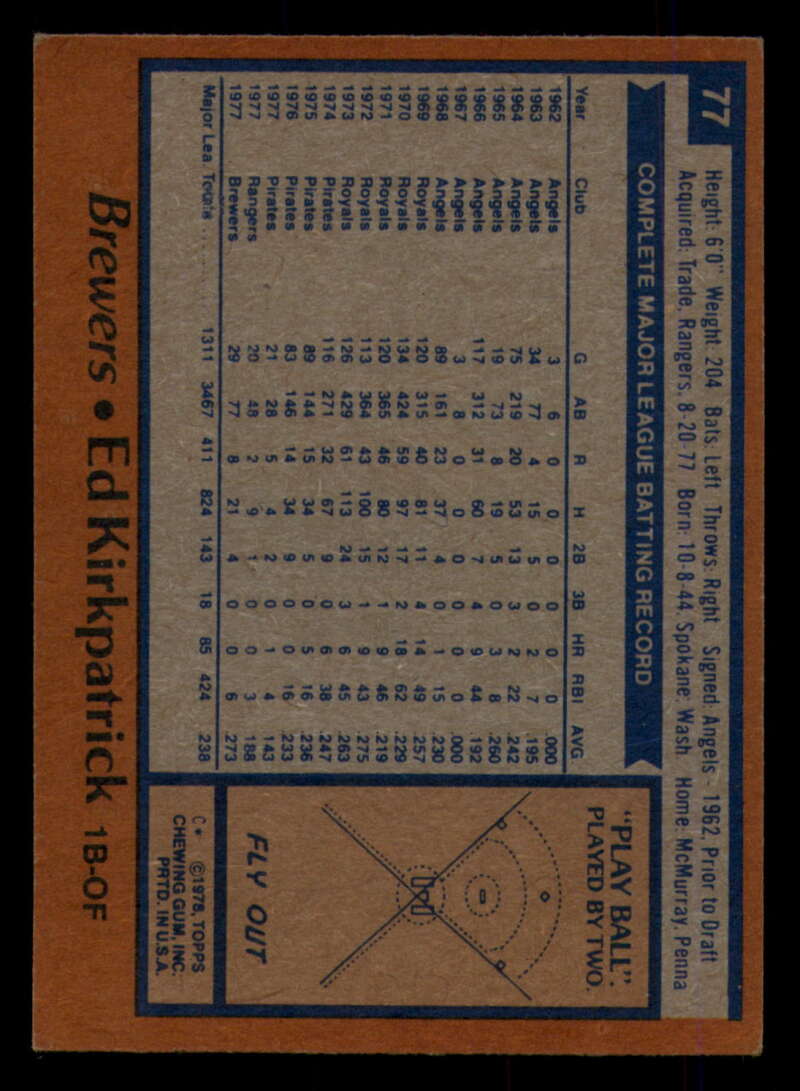 77
Height: 6'0" Weight: 204 Bats: Left Throws: Right Signed: Angels - 1962, Prior to Draft
Acquired: Trade, Rangers, 8-20-77 Born: 10-8-44, Spokane, Wash Home: McMurray, Penna
COMPLETE MAJOR LEAGUE BATTING RECORD
Year Club G AB R H 2B 3B HR RBI AVG
1962 Angels 3 6 0 0 0 0 0 0 .000
1963 Angels 34 77 4 15 5 0 2 7 .195
1964 Angels 75 219 20 53 13 3 2 22 .242
1965 Angels 19 73 8 19 5 0 3 8 .260
1966 Angels 117 312 31 60 7 4 9 44 .192
1967 Angels 3 8 0 0 0 0 0 0 .000
1968 Angels 89 161 23 37 4 0 1 15 .230
1969 Royals 120 315 40 81 11 4 14 49 .257
1970 Royals 134 424 59 97 17 2 18 62 .229
1971 Royals 120 365 46 80 12 1 9 46 .219
1972 Royals 113 364 43 100 15 1 9 43 .275
1973 Royals 126 429 61 113 24 3 6 45 .263
1974 Pirates 116 271 32 67 9 0 6 38 .247
1975 Pirates 89 144 15 34 5 0 5 16 .236
1976 Pirates 83 146 14 34 9 0 0 16 .233
1977 Pirates 21 28 5 4 2 0 1 4 .143
1977 Rangers 20 48 2 9 1 0 0 3 .188
1977 Brewers 29 77 8 21 4 0 0 6 .273
Major Lea. Totals 1311 3467 411 824 143 18 85 424 .238
"PLAY BALL".
PLAYED BY TWO.
FLY OUT
C* ©1978, TOPPS
CHEWING GUM, INC.
PRTD. IN U.S.A.
Brewers • Ed Kirkpatrick 1B-OF